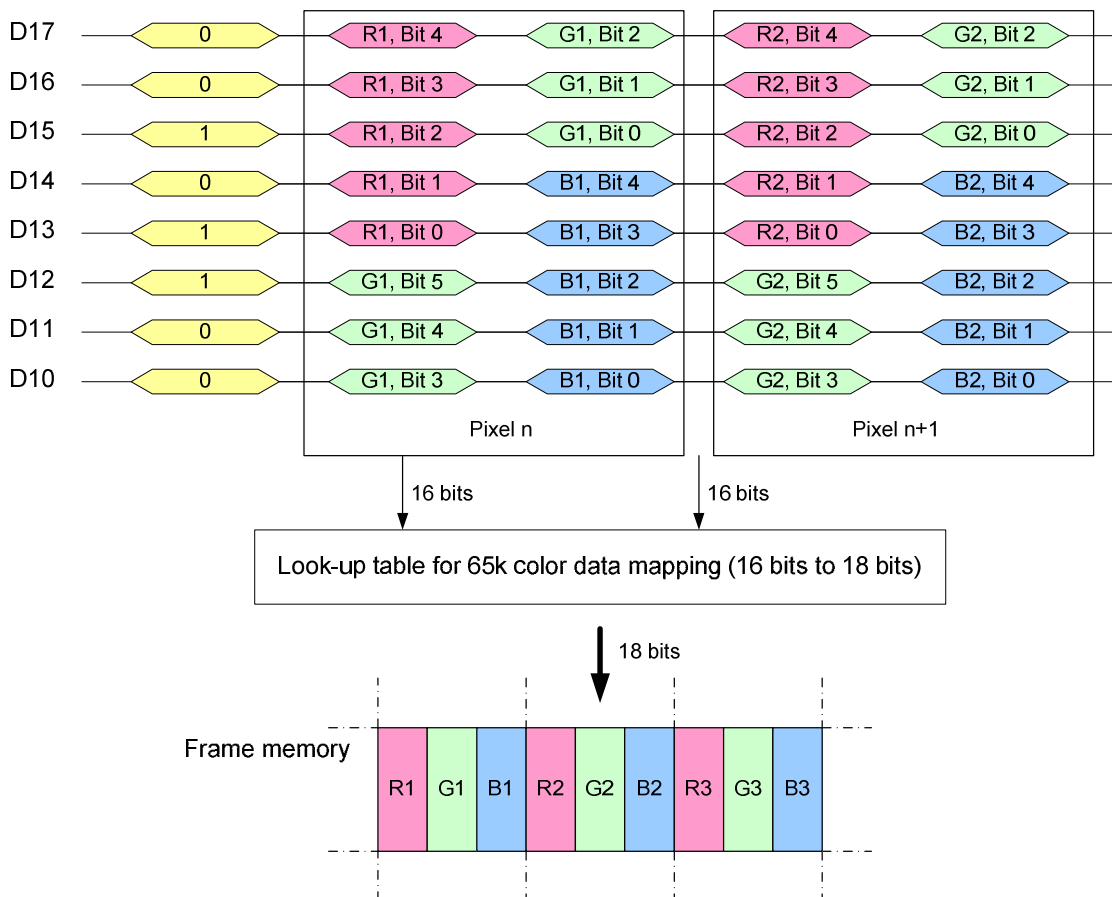 D17 0 R1, Bit 4 G1, Bit 2 R2, Bit 4 G2, Bit 2
D16 0 R1, Bit 3 G1, Bit 1 R2, Bit 3 G2, Bit 1
D15 1 R1, Bit 2 G1, Bit 0 R2, Bit 2 G2, Bit 0
D14 0 R1, Bit 1 B1, Bit 4 R2, Bit 1 B2, Bit 4
D13 1 R1, Bit 0 B1, Bit 3 R2, Bit 0 B2, Bit 3
D12 1 G1, Bit 5 B1, Bit 2 G2, Bit 5 B2, Bit 2
D11 0 G1, Bit 4 B1, Bit 1 G2, Bit 4 B2, Bit 1
D10 0 G1, Bit 3 B1, Bit 0 G2, Bit 3 B2, Bit 0
Pixel n Pixel n+1
16 bits 16 bits
Look-up table for 65k color data mapping (16 bits to 18 bits)
18 bits
Frame memory
R1 G1 B1 R2 G2 B2 R3 G3 B3